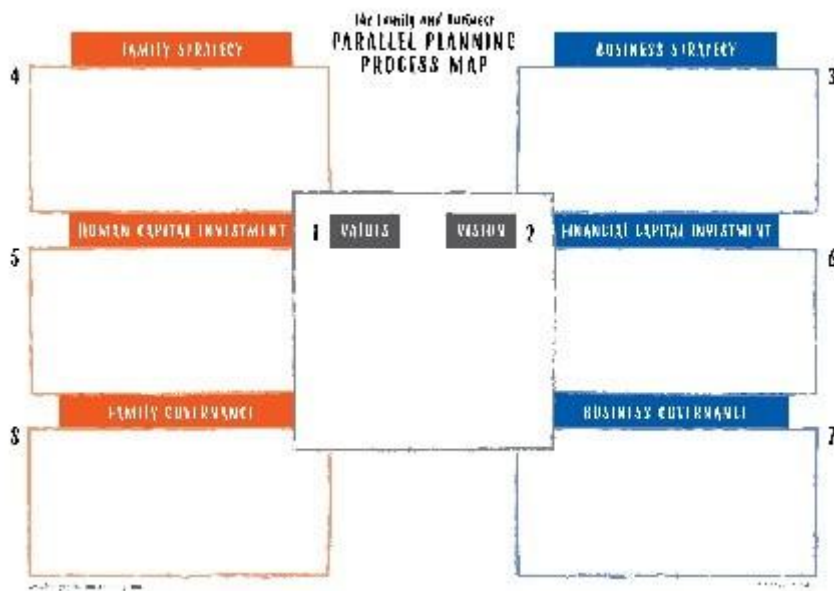 The Family and Business
PARALLEL PLANNING
PROCESS MAP
4 FAMILY STRATEGY
BUSINESS STRATEGY 3
1 VALUES
VISION 2
5 HUMAN CAPITAL INVESTMENT
FINANCIAL CAPITAL INVESTMENT 6
8 FAMILY GOVERNANCE
BUSINESS GOVERNANCE 7